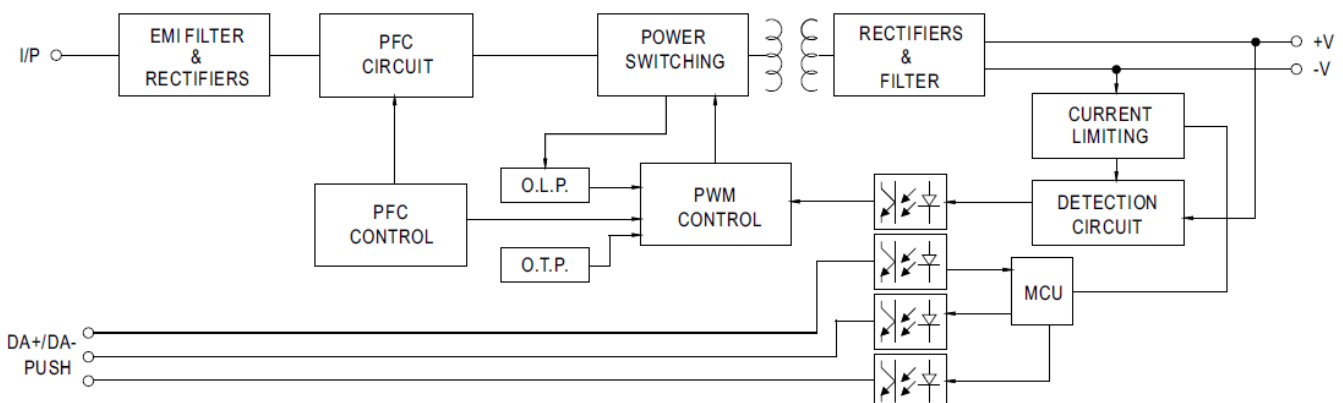 I/P
EMI FILTER
&
RECTIFIERS
PFC
CIRCUIT
POWER
SWITCHING
RECTIFIERS
&
FILTER
+V
-V
CURRENT
LIMITING
O.L.P.
PFC
CONTROL
PWM
CONTROL
DETECTION
CIRCUIT
O.T.P.
MCU
DA+/DA-
PUSH